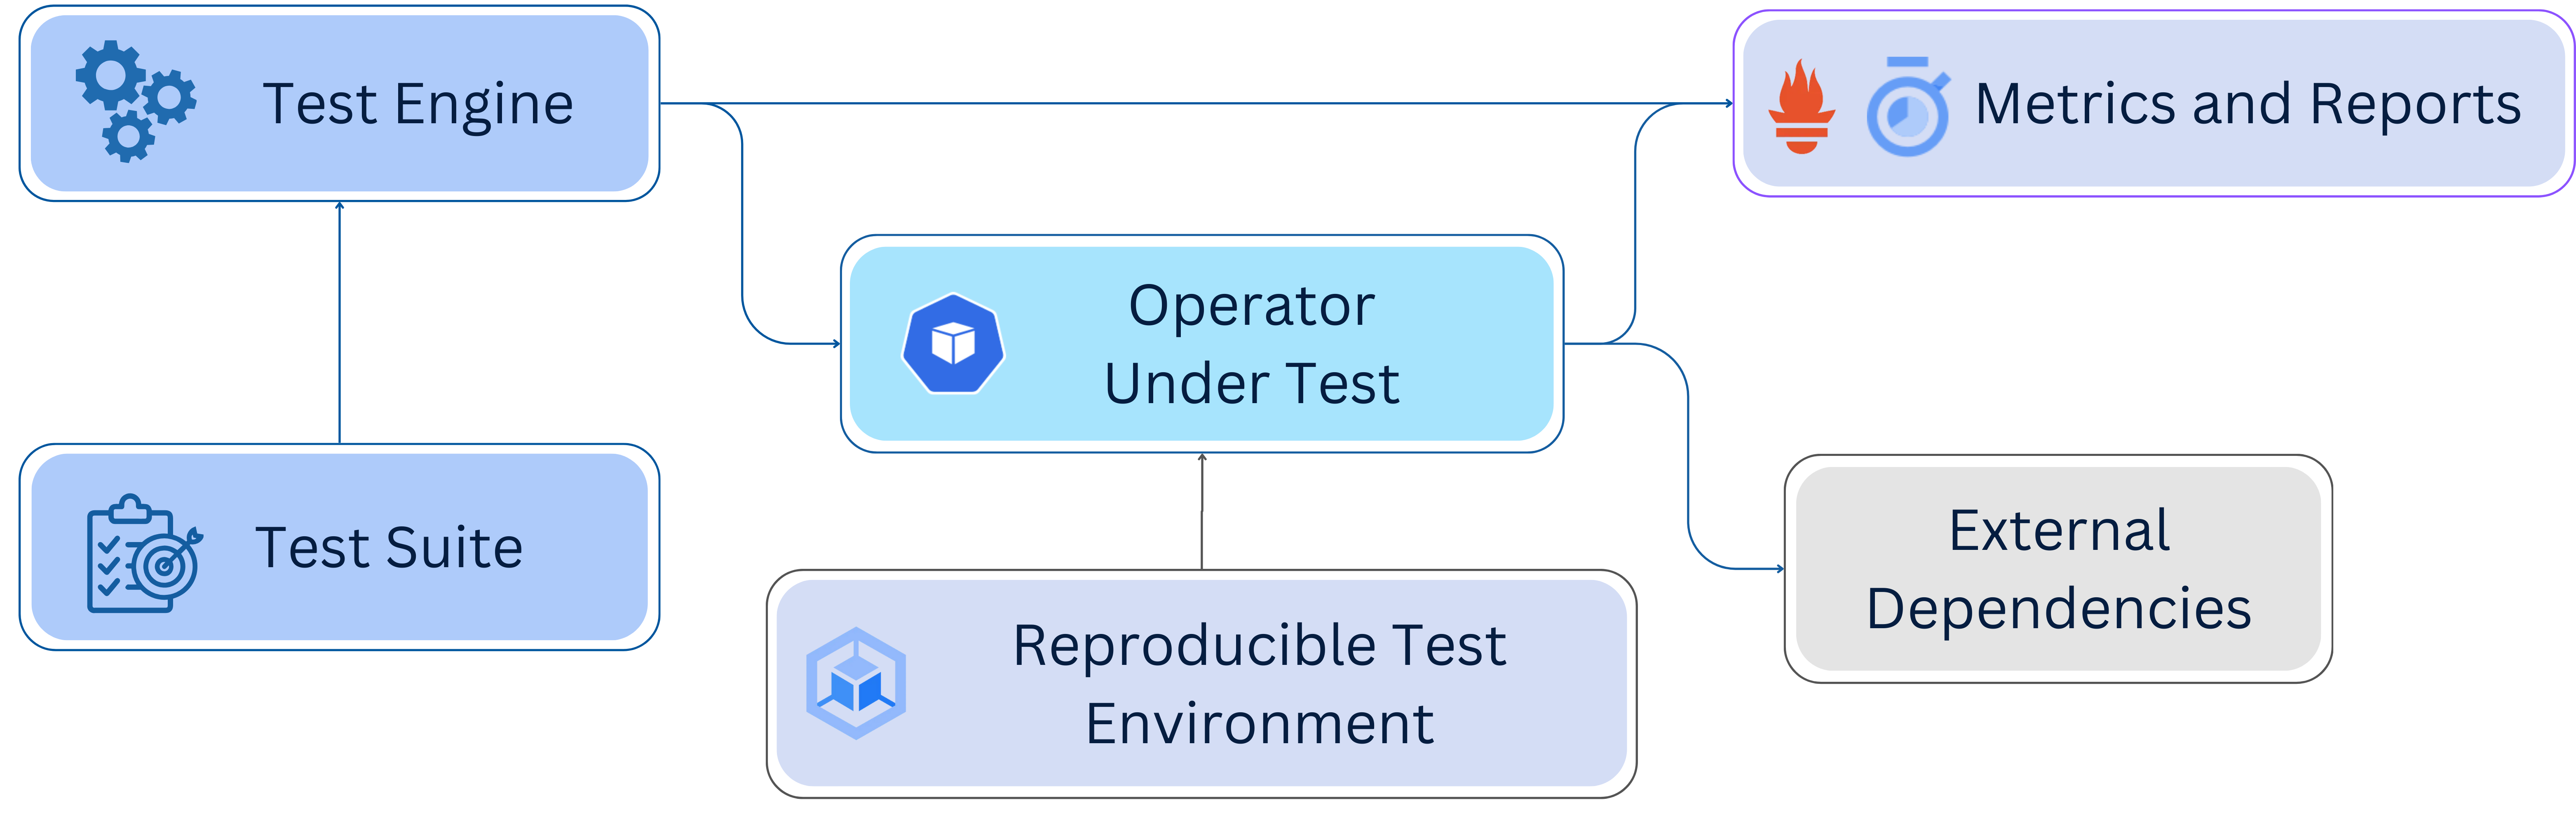 Test Engine
Metrics and Reports
Operator
Under Test
Test Suite
External
Dependencies
Reproducible Test
Environment